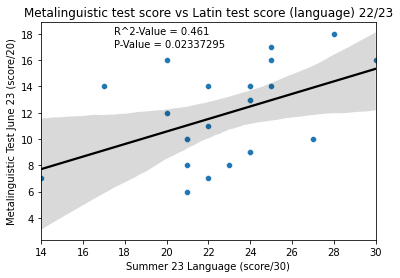 Metalinguistic test score vs Latin test score (language) 22/23
R^2-Value = 0.461
P-Value = 0.02337295
Metalinguistic Test June 23 (score/20)
18
16
14
12
10
8
6
4
14 16 18 20 22 24 26 28 30
Summer 23 Language (score/30)